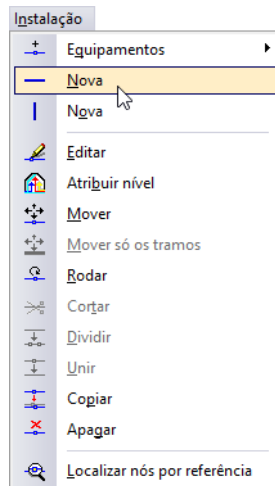 Instalação
Equipamentos
Nova
Nova
Editar
Atribuir nível
Mover
Mover só os tramos
Rodar
Cortar
Dividir
Unir
Copiar
Apagar
Localizar nós por referência